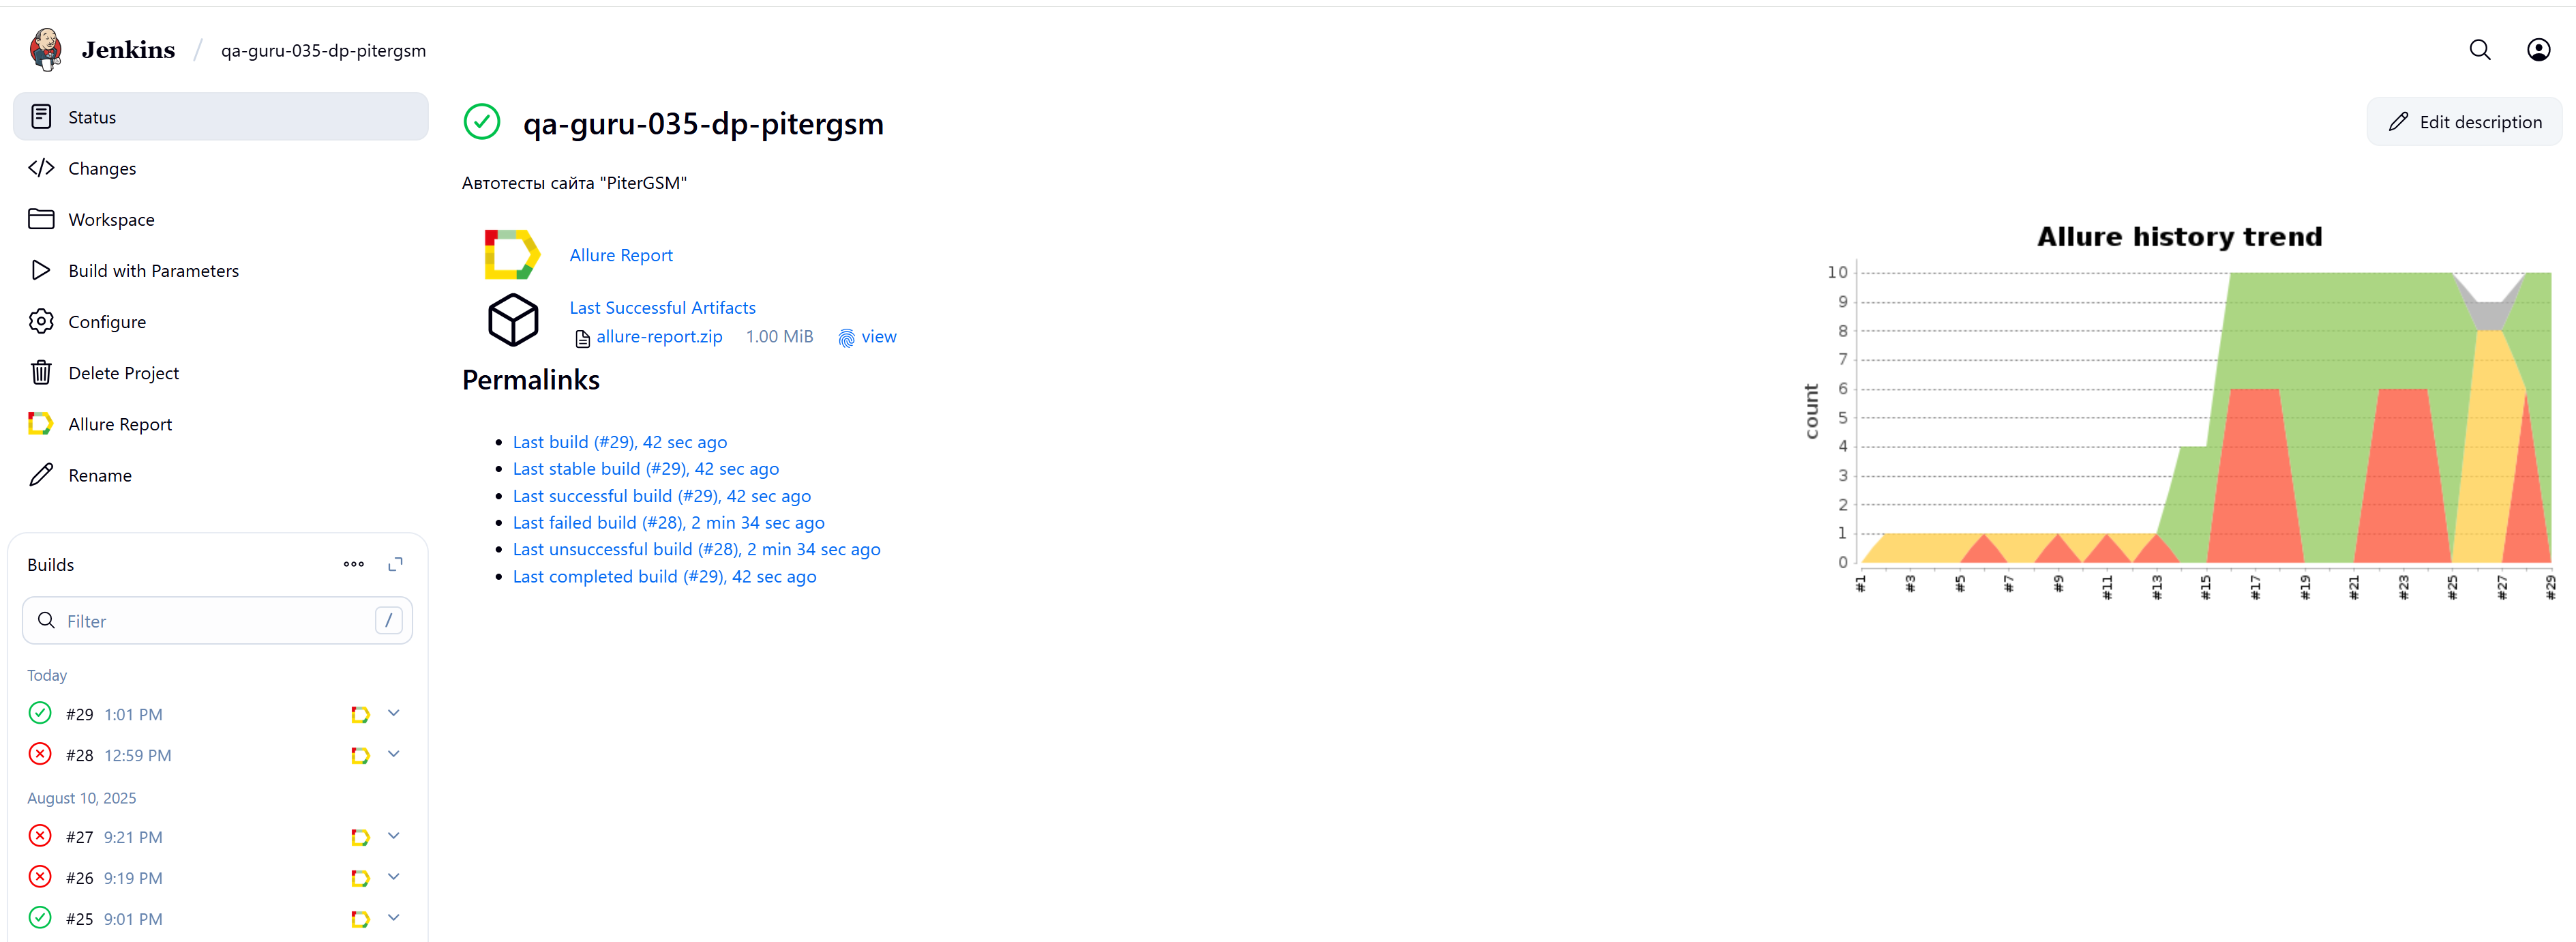 Jenkins / qa-guru-035-dp-pitergsm
Status
Changes
Workspace
Build with Parameters
Configure
Delete Project
Allure Report
Rename
Builds
Filter /
Today
#29 1:01 PM
#28 12:59 PM
August 10, 2025
#27 9:21 PM
#26 9:19 PM
#25 9:01 PM
qa-guru-035-dp-pitergsm
Edit description
Автотесты сайта "PiterGSM"
Allure Report
Last Successful Artifacts
allure-report.zip 1.00 MiB view
Permalinks
Last build (#29), 42 sec ago
Last stable build (#29), 42 sec ago
Last successful build (#29), 42 sec ago
Last failed build (#28), 2 min 34 sec ago
Last unsuccessful build (#28), 2 min 34 sec ago
Last completed build (#29), 42 sec ago
Allure history trend
count
10
9
8
7
6
5
4
3
2
1
0
#1 #3 #5 #7 #9 #11 #13 #15 #17 #19 #21 #23 #25 #27 #29